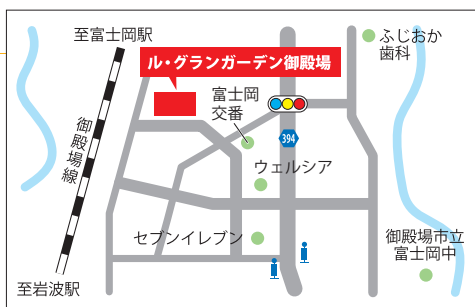 至富士岡駅
ル・グランガーデン御殿場
ふじおか
歯科
富士岡
交番
御殿場線
394
ウェルシア
セブンイレブン
御殿場市立
富士岡中
至岩波駅